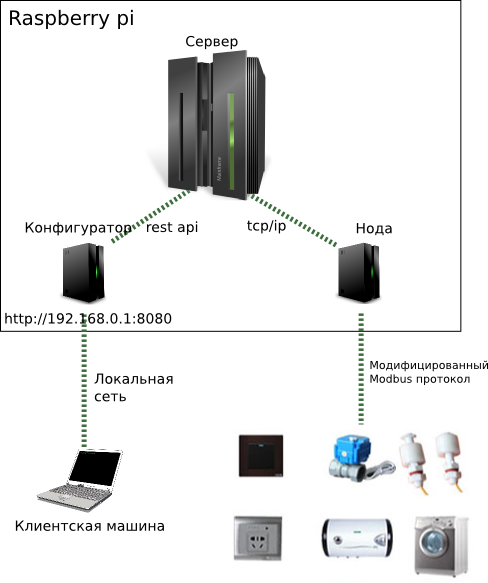 Raspberry pi
Сервер
Конфигуратор
rest api
tcp/ip
Нода
http://192.168.0.1:8080
Модифицированный
Modbus протокол
Локальная
сеть
Клиентская машина